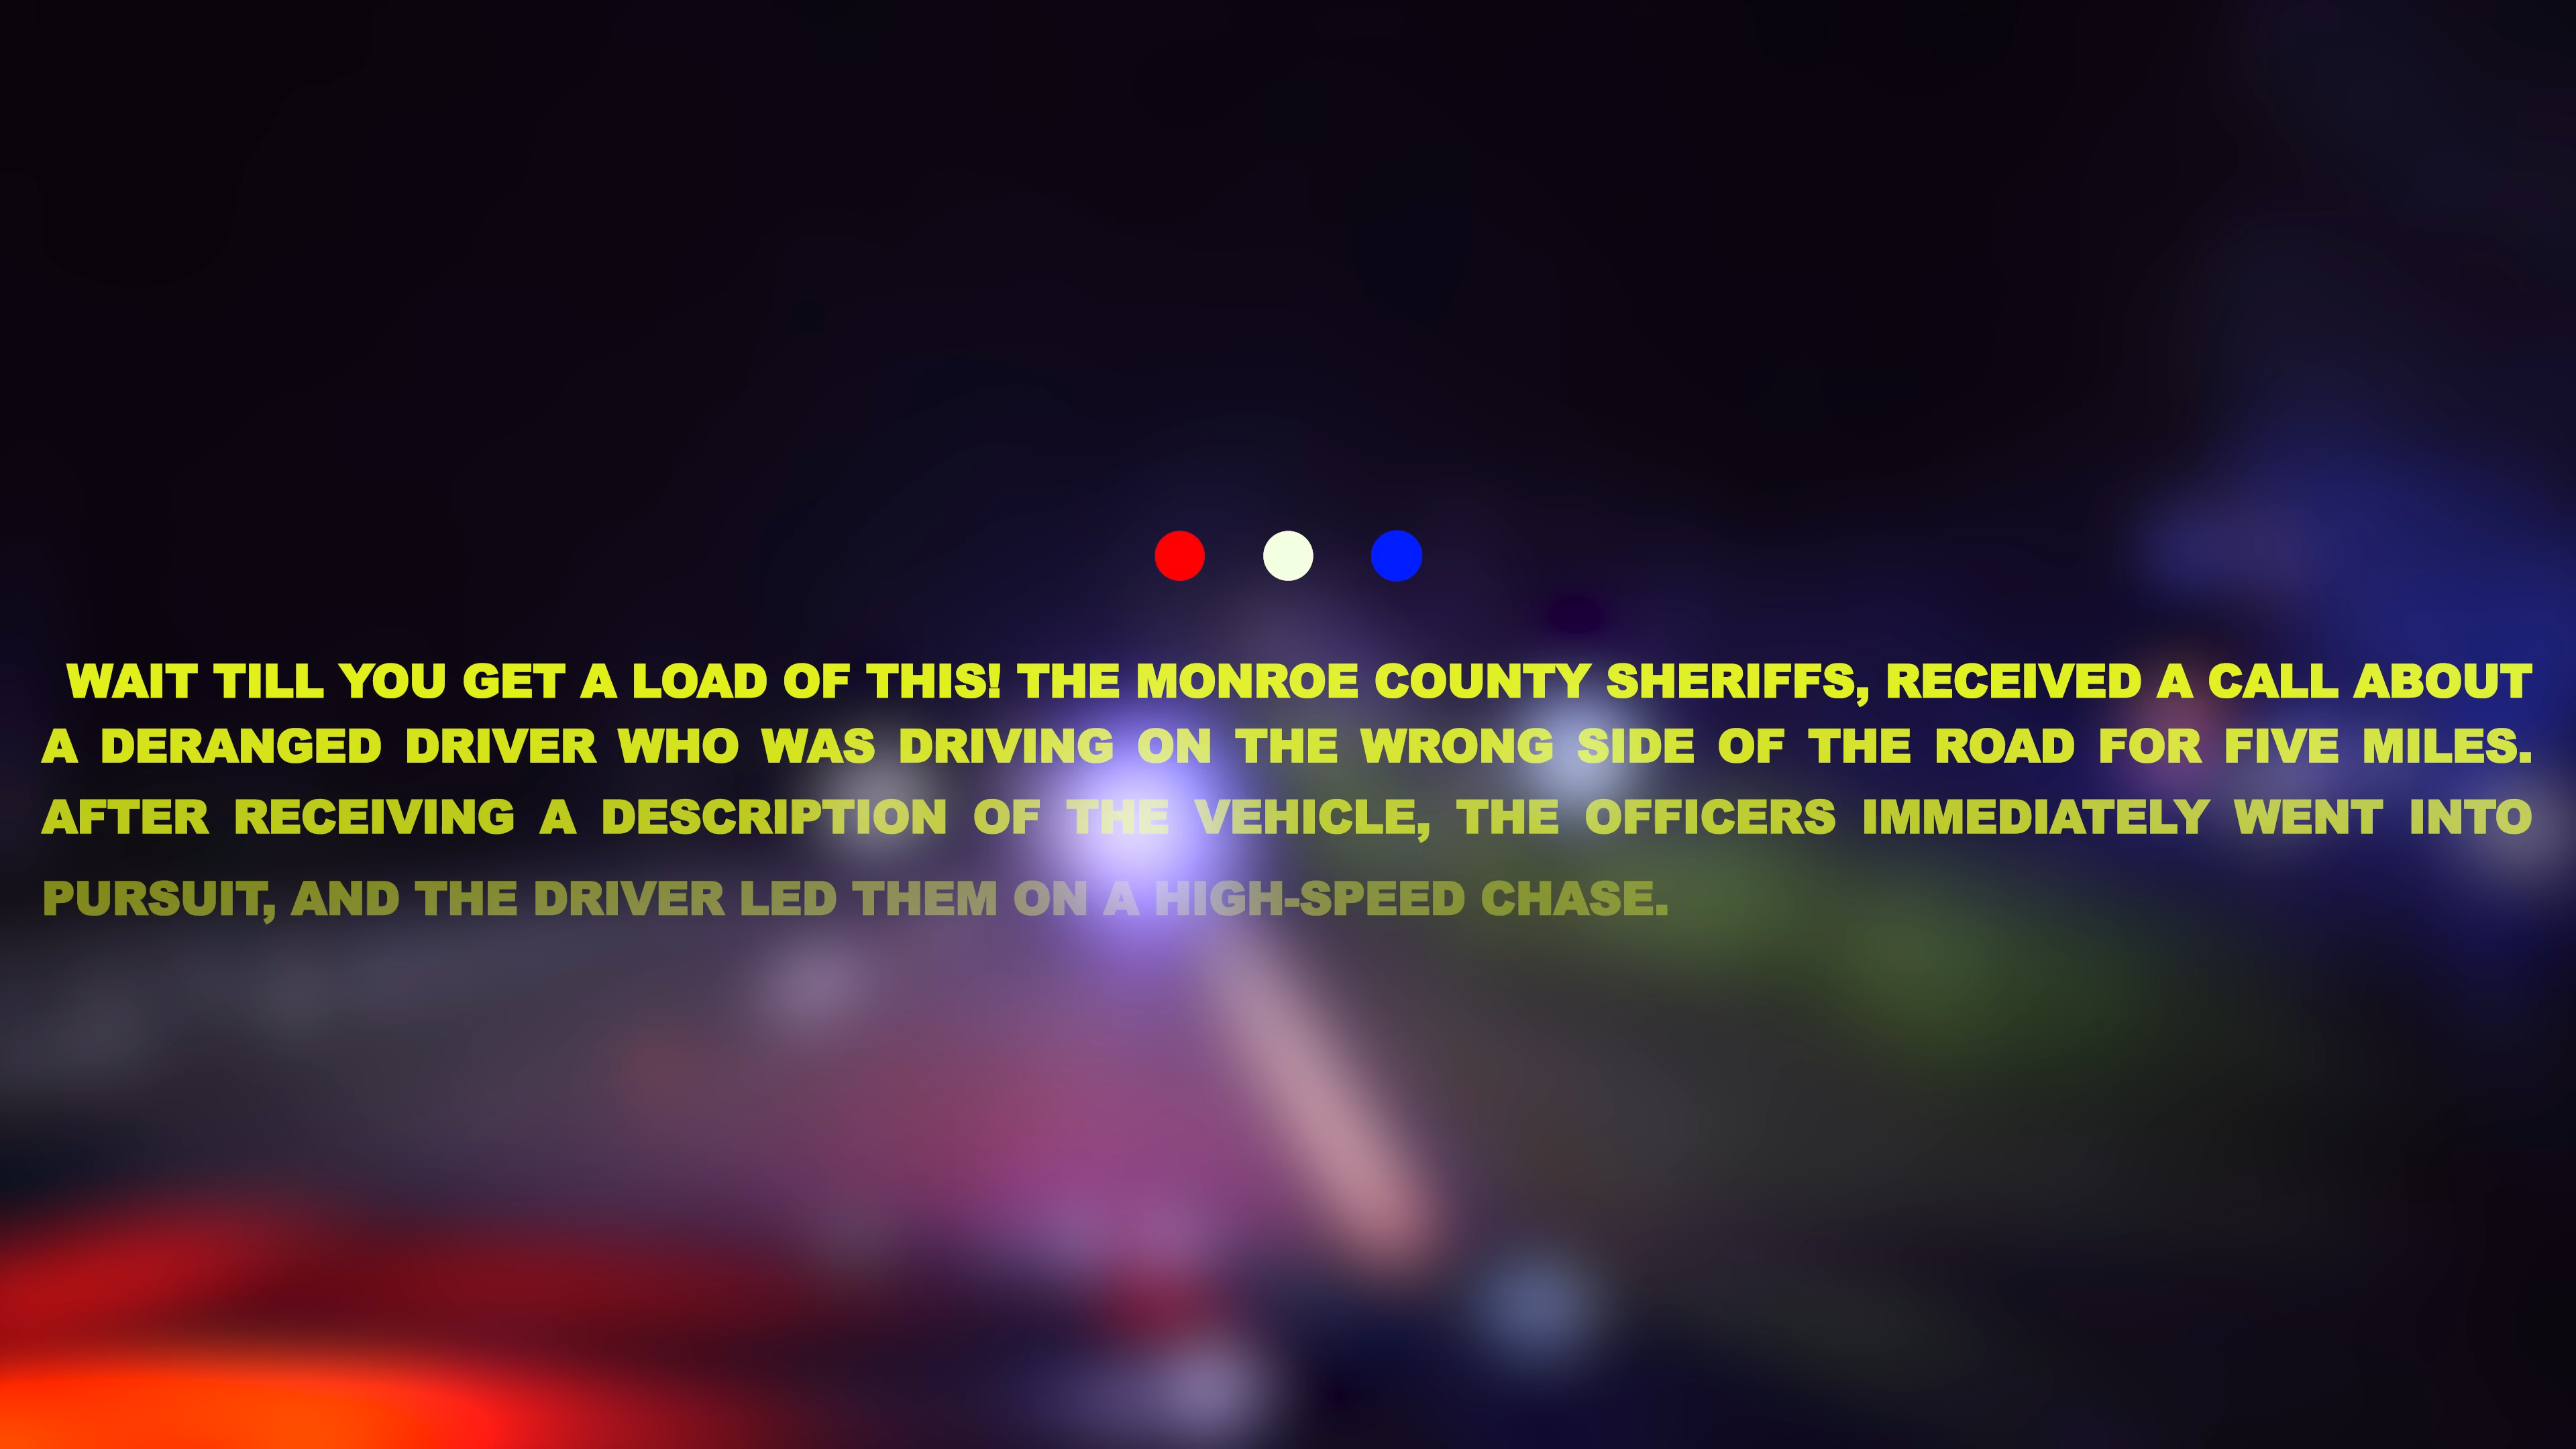 WAIT TILL YOU GET A LOAD OF THIS! THE MONROE COUNTY SHERIFFS, RECEIVED A CALL ABOUT
A DERANGED DRIVER WHO WAS DRIVING ON THE WRONG SIDE OF THE ROAD FOR FIVE MILES.
AFTER RECEIVING A DESCRIPTION OF THE VEHICLE, THE OFFICERS IMMEDIATELY WENT INTO
PURSUIT, AND THE DRIVER LED THEM ON A HIGH-SPEED CHASE.